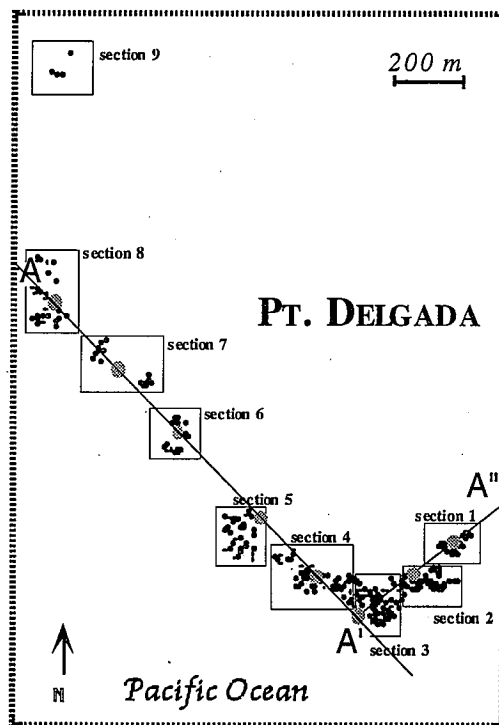 section 9
200 m
section 8
A
PT. DELGADA
section 7
section 6
A"
section 5
section 1
section 4
section 2
A'
section 3
N
Pacific Ocean